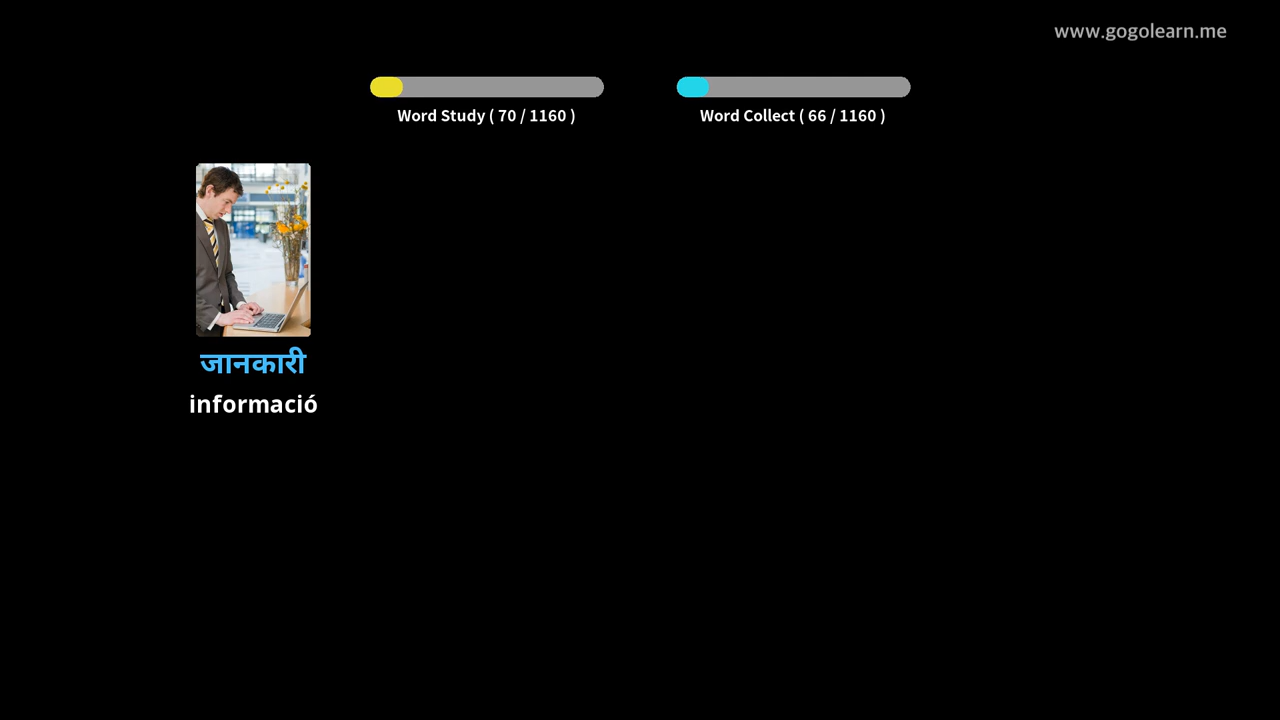 www.gogolearn.me
Word Study ( 70 / 1160 )
Word Collect ( 66 / 1160 )
जानकारी
informació